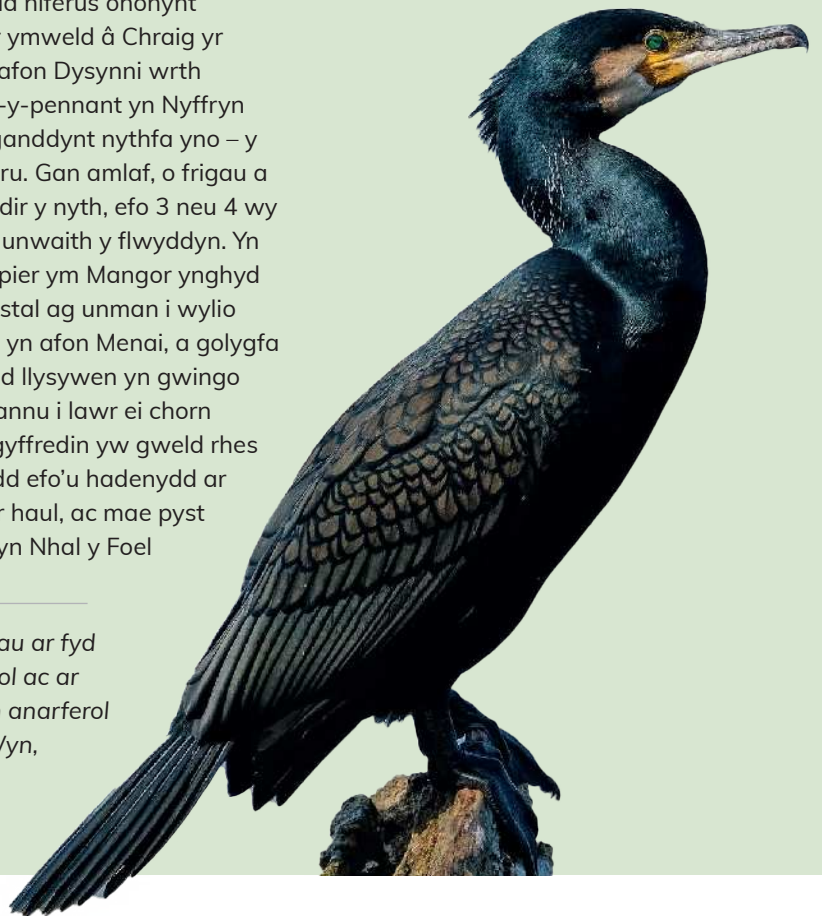 niferus ohonynt
ymweld â Chraig yr
afon Dysynni wrth
-y-pennant yn Nyffryn
ganddynt nythfa yno – y
ru. Gan amlaf, o frigau a
dir y nyth, efo 3 neu 4 wy
unwaith y flwyddyn. Yn
pier ym Mangor ynghyd
stal ag unman i wylio
yn afon Menai, a golygfa
d llysywen yn gwingo
annu i lawr ei chorn
gyffredin yw gweld rhes
dd efo’u hadenydd ar
r haul, ac mae pyst
yn Nhal y Foel
au ar fyd
ol ac ar
anarferol
yn,